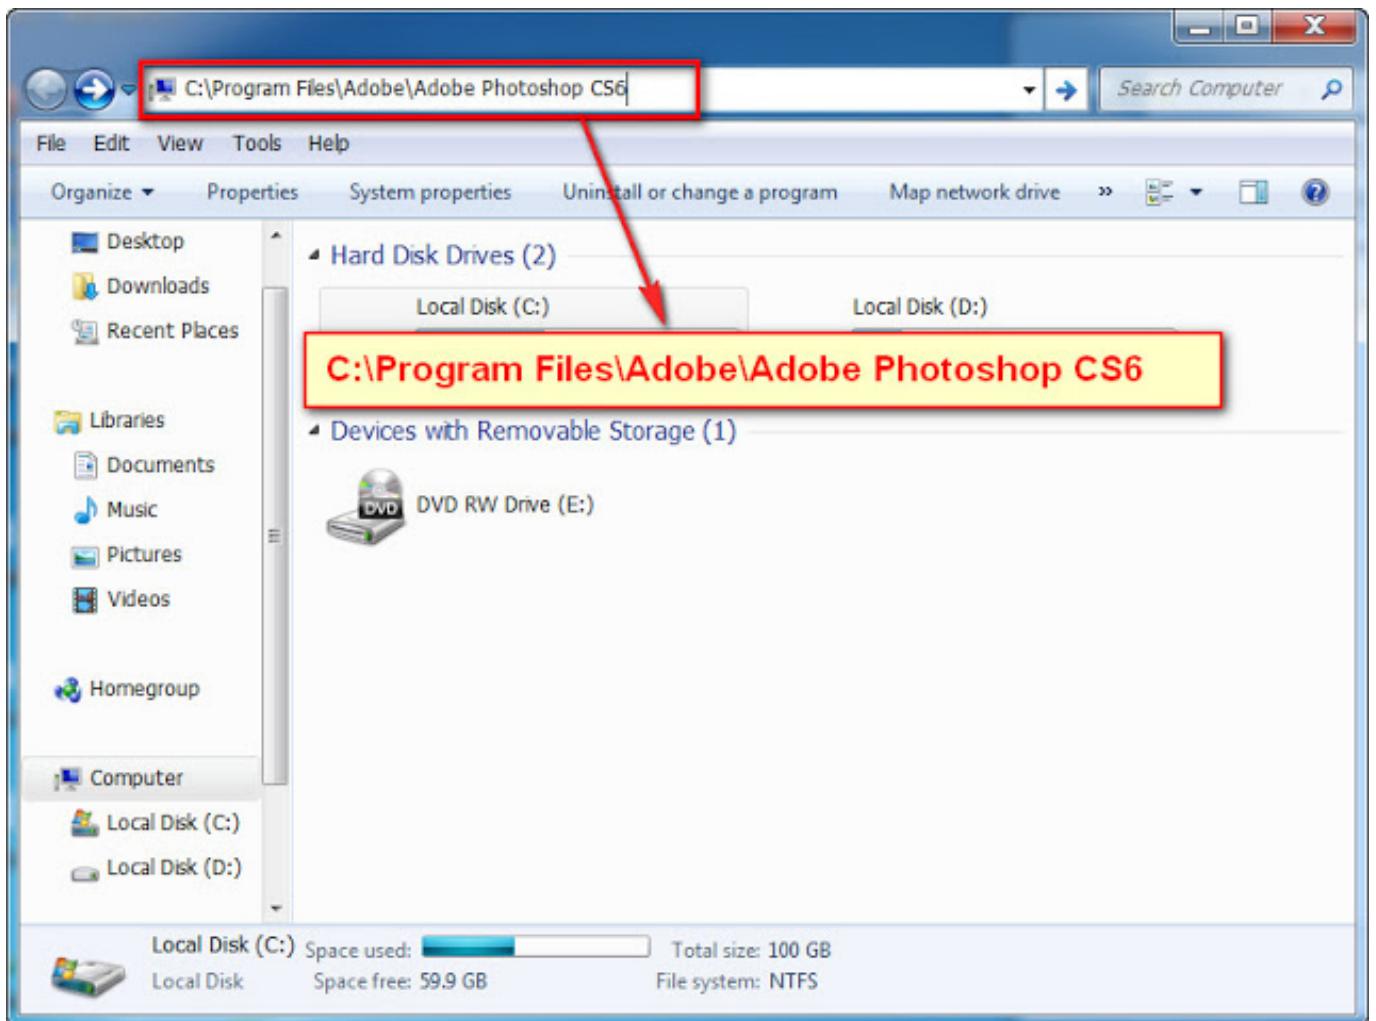 C:\Program Files\Adobe\Adobe Photoshop CS6
Search Computer
File Edit View Tools Help
Organize Properties System properties Uninstall or change a program Map network drive »
Desktop
Downloads
Recent Places
Libraries
Documents
Music
Pictures
Videos
Homegroup
Computer
Local Disk (C:)
Local Disk (D:)
Hard Disk Drives (2)
Local Disk (C:)
Local Disk (D:)
C:\Program Files\Adobe\Adobe Photoshop CS6
Devices with Removable Storage (1)
DVD
DVD RW Drive (E:)
Local Disk (C:) Space used: Total size: 100 GB
Local Disk Space free: 59.9 GB File system: NTFS